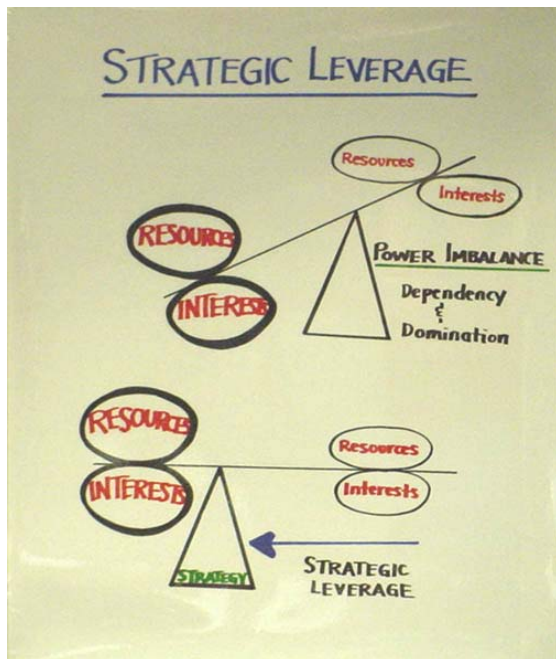 STRATEGIC LEVERAGE
Resources
Interests
RESOURCES
INTERESTS
POWER IMBALANCE
Dependency
&
Domination
RESOURCES
INTERESTS
Resources
Interests
STRATEGY
STRATEGIC
LEVERAGE